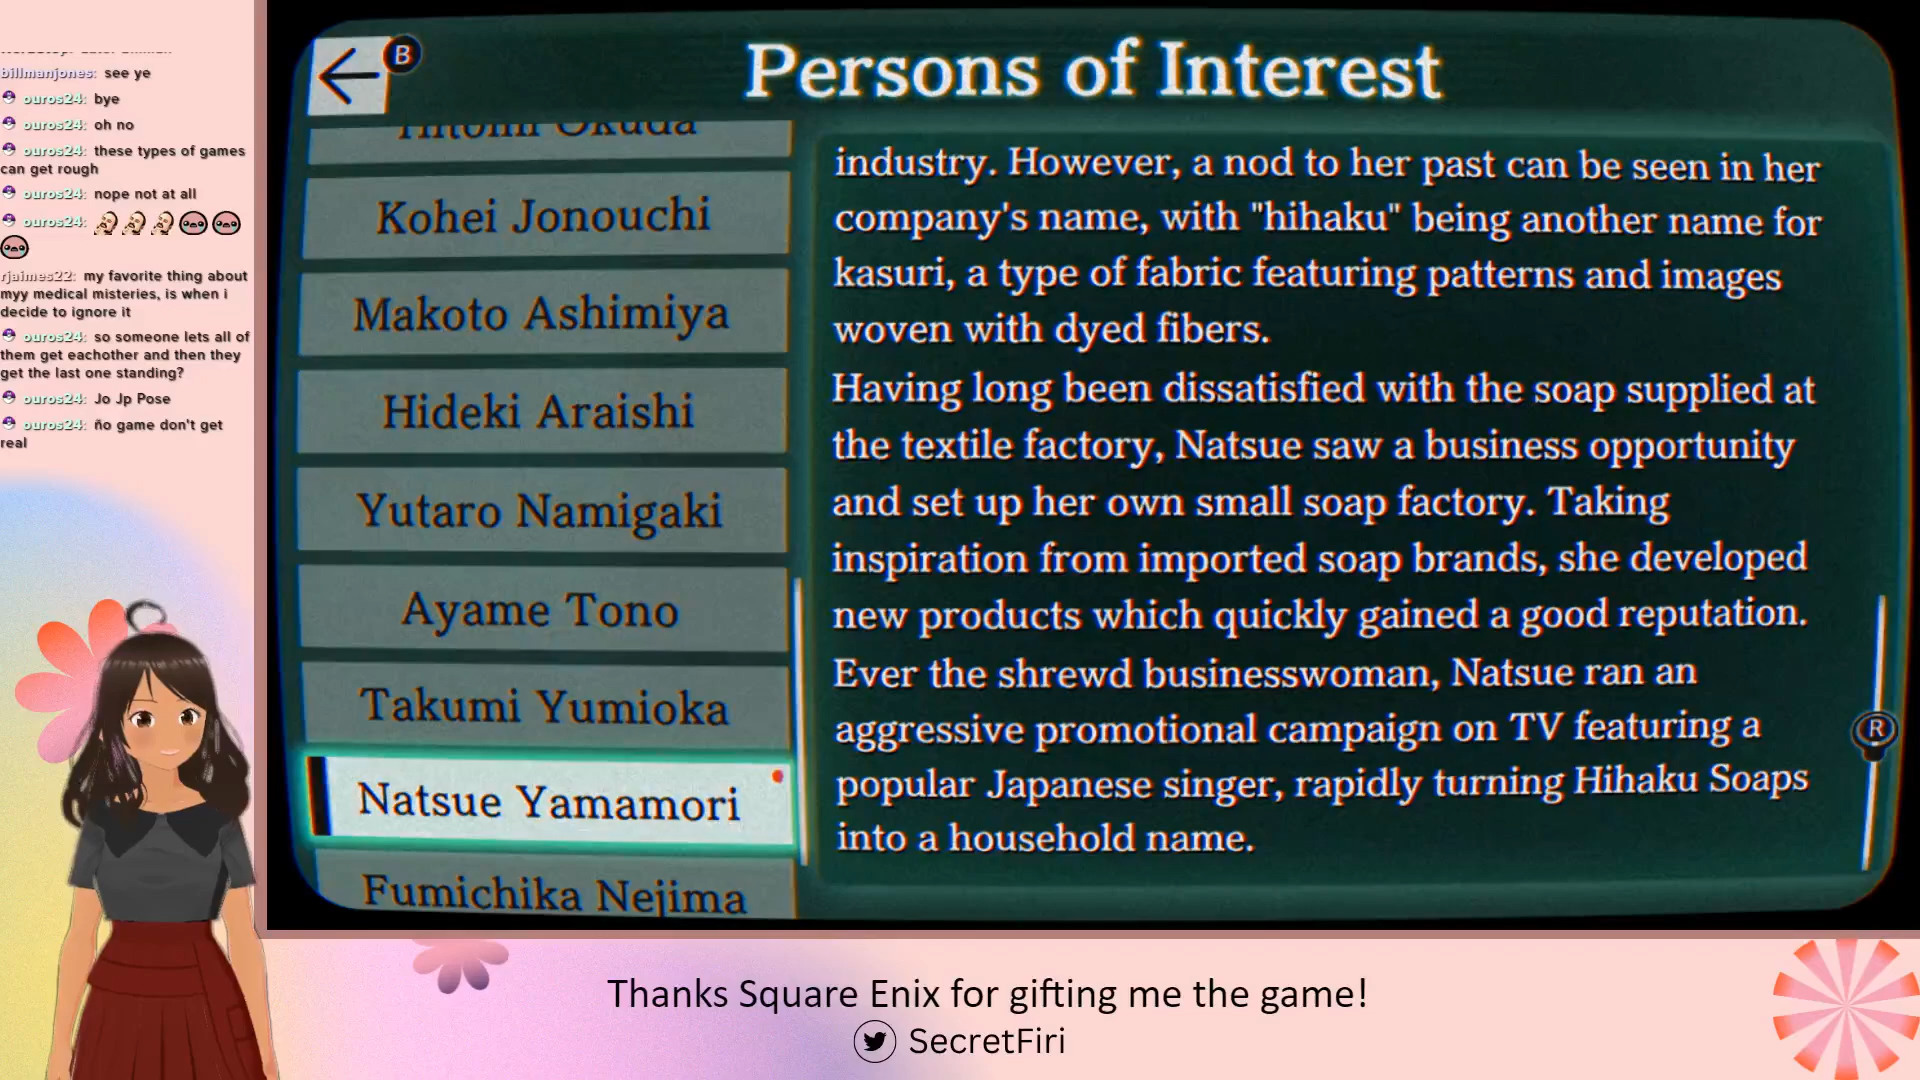 billmanjones: see ye
ouros24: bye
ouros24: oh no
ouros24: these types of games
can get rough
ouros24: nope not at all
ouros24:
rjaimes22: my favorite thing about
myy medical misteries, is when i
decide to ignore it
ouros24: so someone lets all of
them get eachother and then they
get the last one standing?
ouros24: Jo Jp Pose
ouros24: ño game don't get
real
B
Persons of Interest
Hitomi Okuda
Kohei Jonouchi
Makoto Ashimiya
Hideki Araishi
Yutaro Namigaki
Ayame Tono
Takumi Yumioka
Natsue Yamamori
Fumichika Nejima
industry. However, a nod to her past can be seen in her
company's name, with "hihaku" being another name for
kasuri, a type of fabric featuring patterns and images
woven with dyed fibers.
Having long been dissatisfied with the soap supplied at
the textile factory, Natsue saw a business opportunity
and set up her own small soap factory. Taking
inspiration from imported soap brands, she developed
new products which quickly gained a good reputation.
Ever the shrewd businesswoman, Natsue ran an
aggressive promotional campaign on TV featuring a
popular Japanese singer, rapidly turning Hihaku Soaps
into a household name.
R
Thanks Square Enix for gifting me the game!
SecretFiri